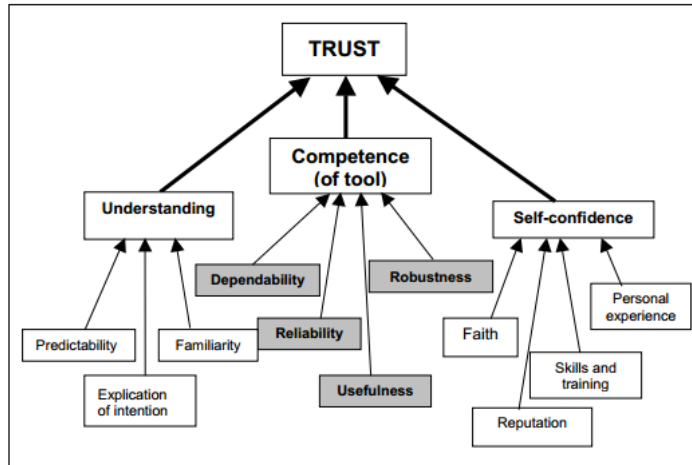 TRUST
Competence
(of tool)
Understanding
Self-confidence
Dependability
Robustness
Personal
experience
Predictability
Reliability
Familiarity
Faith
Skills and
training
Explication
of intention
Usefulness
Reputation